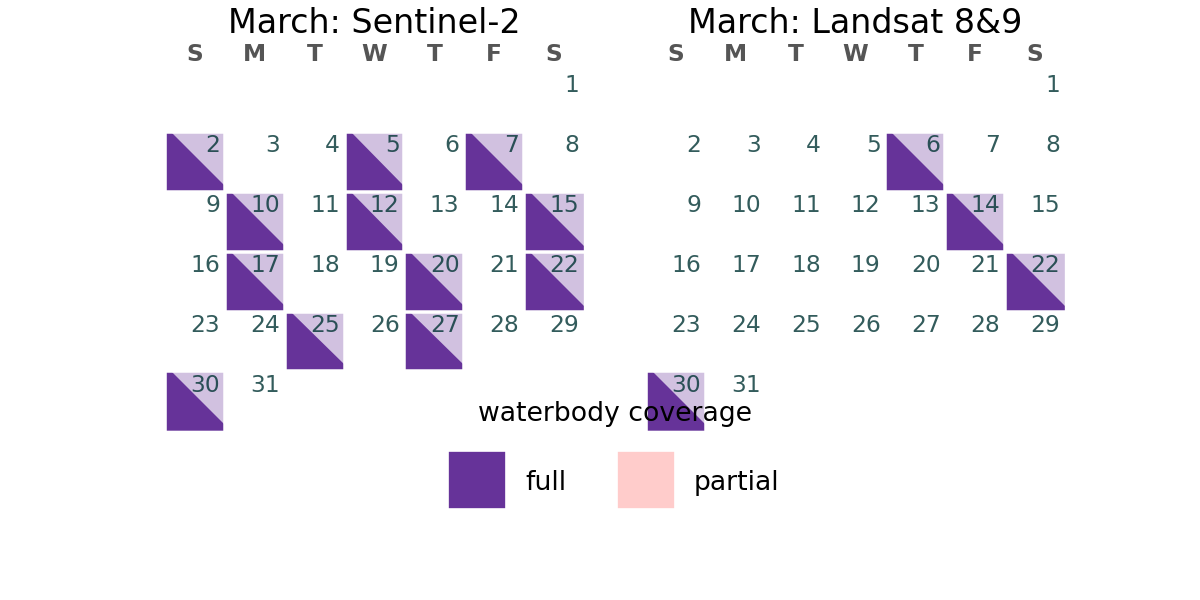 March: Sentinel-2
S M T W T F S
1
2 3 4 5 6 7 8
9 10 11 12 13 14 15
16 17 18 19 20 21 22
23 24 25 26 27 28 29
30 31
March: Landsat 8&9
S M T W T F S
1
2 3 4 5 6 7 8
9 10 11 12 13 14 15
16 17 18 19 20 21 22
23 24 25 26 27 28 29
30 31
waterbody coverage
full partial